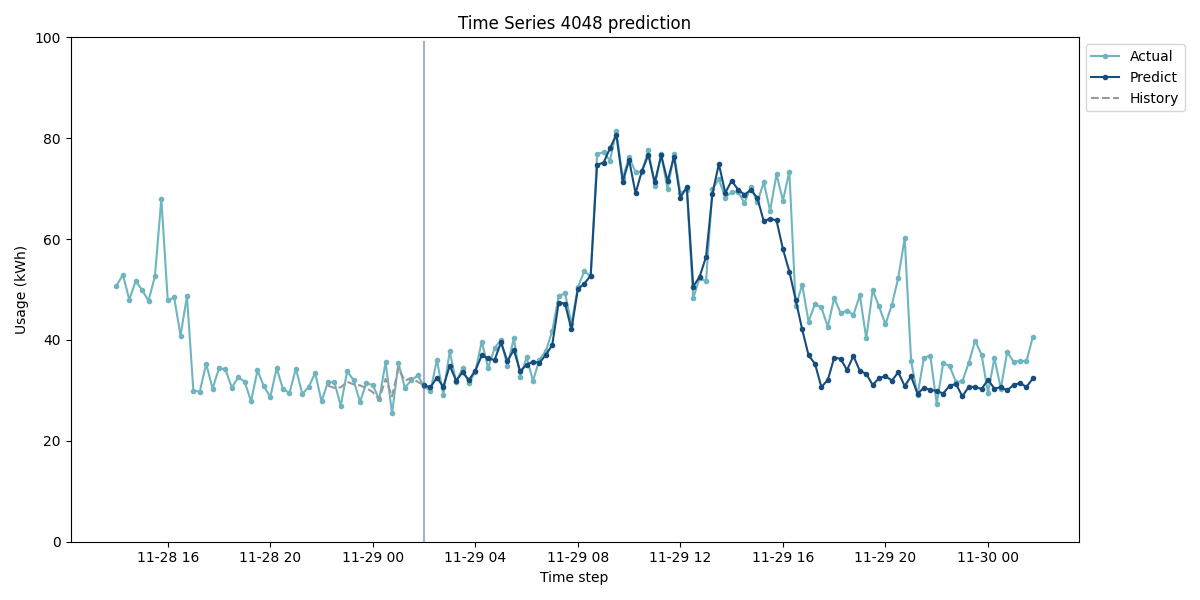 Time Series 4048 prediction
100
80
60
40
20
0
Usage (kWh)
11-28 16
11-28 20
11-29 00
11-29 04
11-29 08
11-29 12
11-29 16
11-29 20
11-30 00
Time step
Actual
Predict
History